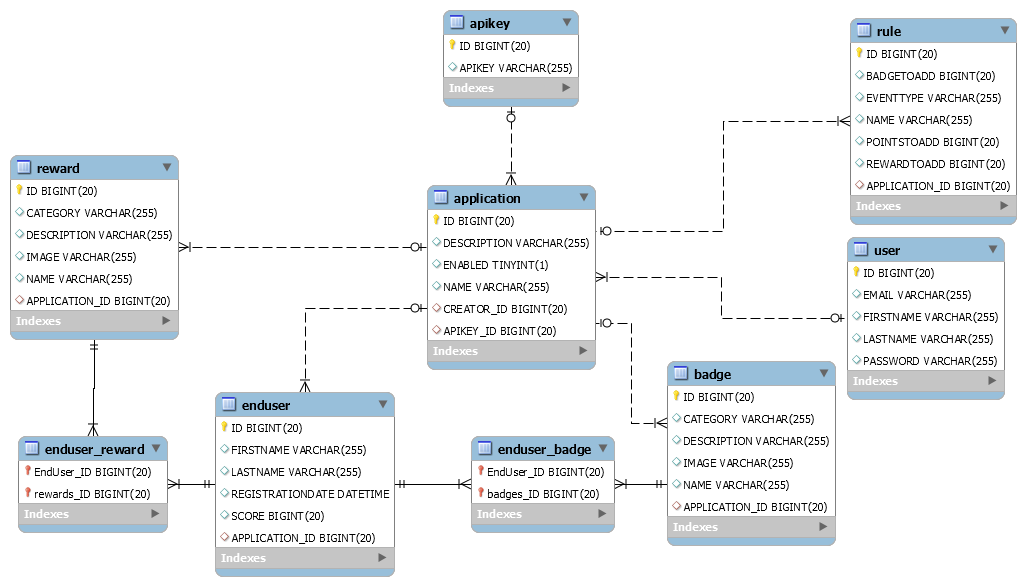 apikey
ID BIGINT(20)
APIKEY VARCHAR(255)
Indexes
rule
ID BIGINT(20)
BADGETOADD BIGINT(20)
EVENTTYPE VARCHAR(255)
NAME VARCHAR(255)
POINTSTOADD BIGINT(20)
REWARDTOADD BIGINT(20)
APPLICATION_ID BIGINT(20)
Indexes
reward
ID BIGINT(20)
CATEGORY VARCHAR(255)
DESCRIPTION VARCHAR(255)
IMAGE VARCHAR(255)
NAME VARCHAR(255)
APPLICATION_ID BIGINT(20)
Indexes
application
ID BIGINT(20)
DESCRIPTION VARCHAR(255)
ENABLED TINYINT(1)
NAME VARCHAR(255)
CREATOR_ID BIGINT(20)
APIKEY_ID BIGINT(20)
Indexes
user
ID BIGINT(20)
EMAIL VARCHAR(255)
FIRSTNAME VARCHAR(255)
LASTNAME VARCHAR(255)
PASSWORD VARCHAR(255)
Indexes
badge
ID BIGINT(20)
CATEGORY VARCHAR(255)
DESCRIPTION VARCHAR(255)
IMAGE VARCHAR(255)
NAME VARCHAR(255)
APPLICATION_ID BIGINT(20)
Indexes
enduser
ID BIGINT(20)
FIRSTNAME VARCHAR(255)
LASTNAME VARCHAR(255)
REGISTRATIONDATE DATETIME
SCORE BIGINT(20)
APPLICATION_ID BIGINT(20)
Indexes
enduser_reward
EndUser_ID BIGINT(20)
rewards_ID BIGINT(20)
Indexes
enduser_badge
EndUser_ID BIGINT(20)
badges_ID BIGINT(20)
Indexes